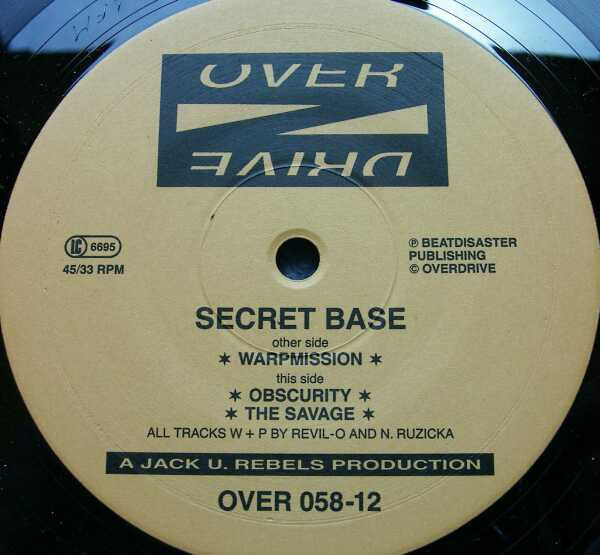 OVER
DRIVE
LC 6695
45/33 RPM
℗ BEATDISASTER
PUBLISHING
© OVERDRIVE
SECRET BASE
other side
✶ WARPMISSION ✶
this side
✶ OBSCURITY ✶
✶ THE SAVAGE ✶
ALL TRACKS W + P BY REVIL-O AND N. RUZICKA
A JACK U. REBELS PRODUCTION
OVER 058-12